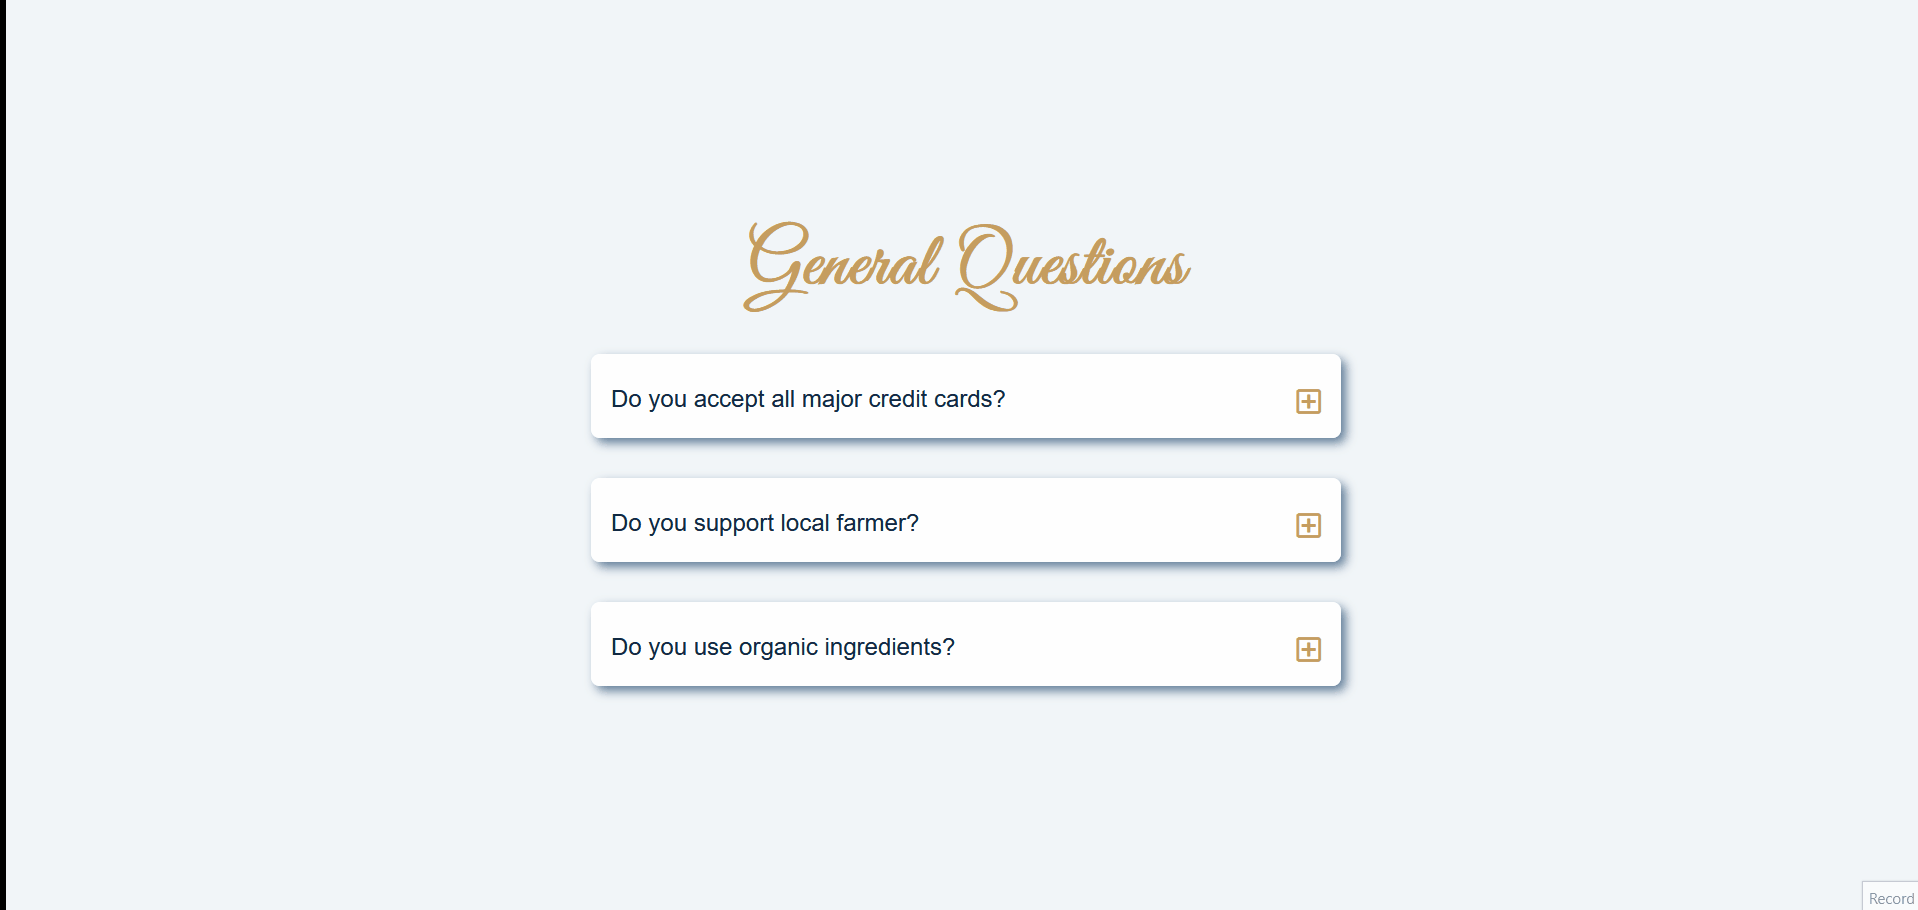 General Questions
Do you accept all major credit cards?
Do you support local farmer?
Do you use organic ingredients?
Record